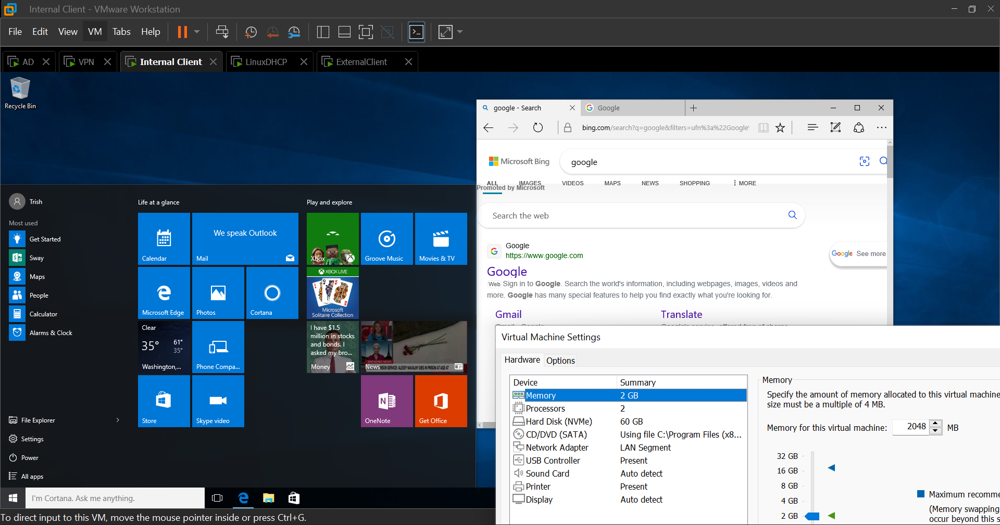 Internal Client - VMware Workstation
File Edit View VM Tabs Help
AD VPN Internal Client LinuxDHCP ExternalClient
Recycle Bin
google - Search Google
bing.com/search?q=google&filters=ufn%3a%22Google'
Microsoft Bing google
ALL IMAGES VIDEOS MAPS NEWS SHOPPING MORE
Promoted by Microsoft
Search the web
Google
https://www.google.com
Google See more
Google
Web Sign in to Google. Search the world's information, including webpages, images, videos and
more. Google has many special features to help you find exactly what you're looking for.
Gmail Translate
Trish
Most used
Get Started
Sway
Maps
People
Calculator
Alarms & Clock
File Explorer
Settings
Power
All apps
Life at a glance
Calendar
We speak Outlook
Mail
Microsoft Edge
Photos
Cortana
Clear
35° 61°
35°
Washington,...
Phone Compa...
Store
Skype video
Play and explore
Xbox
Groove Music
Movies & TV
XBOX LIVE
Microsoft
Solitaire Collection
I have $1.5
million in stocks
and bonds. I
asked my bro...
Money
BREAKING NEWS
RISON SERVICE: ALEXEY NAVALNY DIES IN PRISON AT AGE 47
News
OneNote
Get Office
I'm Cortana. Ask me anything.
To direct input to this VM, move the mouse pointer inside or press Ctrl+G.
Virtual Machine Settings
Hardware Options
Device Summary
Memory 2 GB
Processors 2
Hard Disk (NVMe) 60 GB
CD/DVD (SATA) Using file C:\Program Files (x8...
Network Adapter LAN Segment
USB Controller Present
Sound Card Auto detect
Printer Present
Display Auto detect
Memory
Specify the amount of memory allocated to this virtual machine
size must be a multiple of 4 MB.
Memory for this virtual machine: 2048 MB
32 GB
16 GB
8 GB
4 GB
2 GB
Maximum recomme
(Memory swapping
occur beyond this s